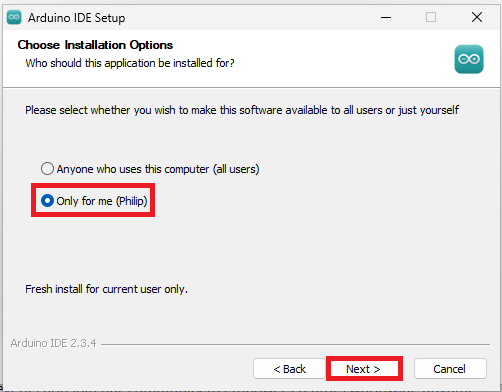 Arduino IDE Setup
Choose Installation Options
Who should this application be installed for?
Please select whether you wish to make this software available to all users or just yourself
Anyone who uses this computer (all users)
Only for me (Philip)
Fresh install for current user only.
Arduino IDE 2.3.4
< Back
Next >
Cancel